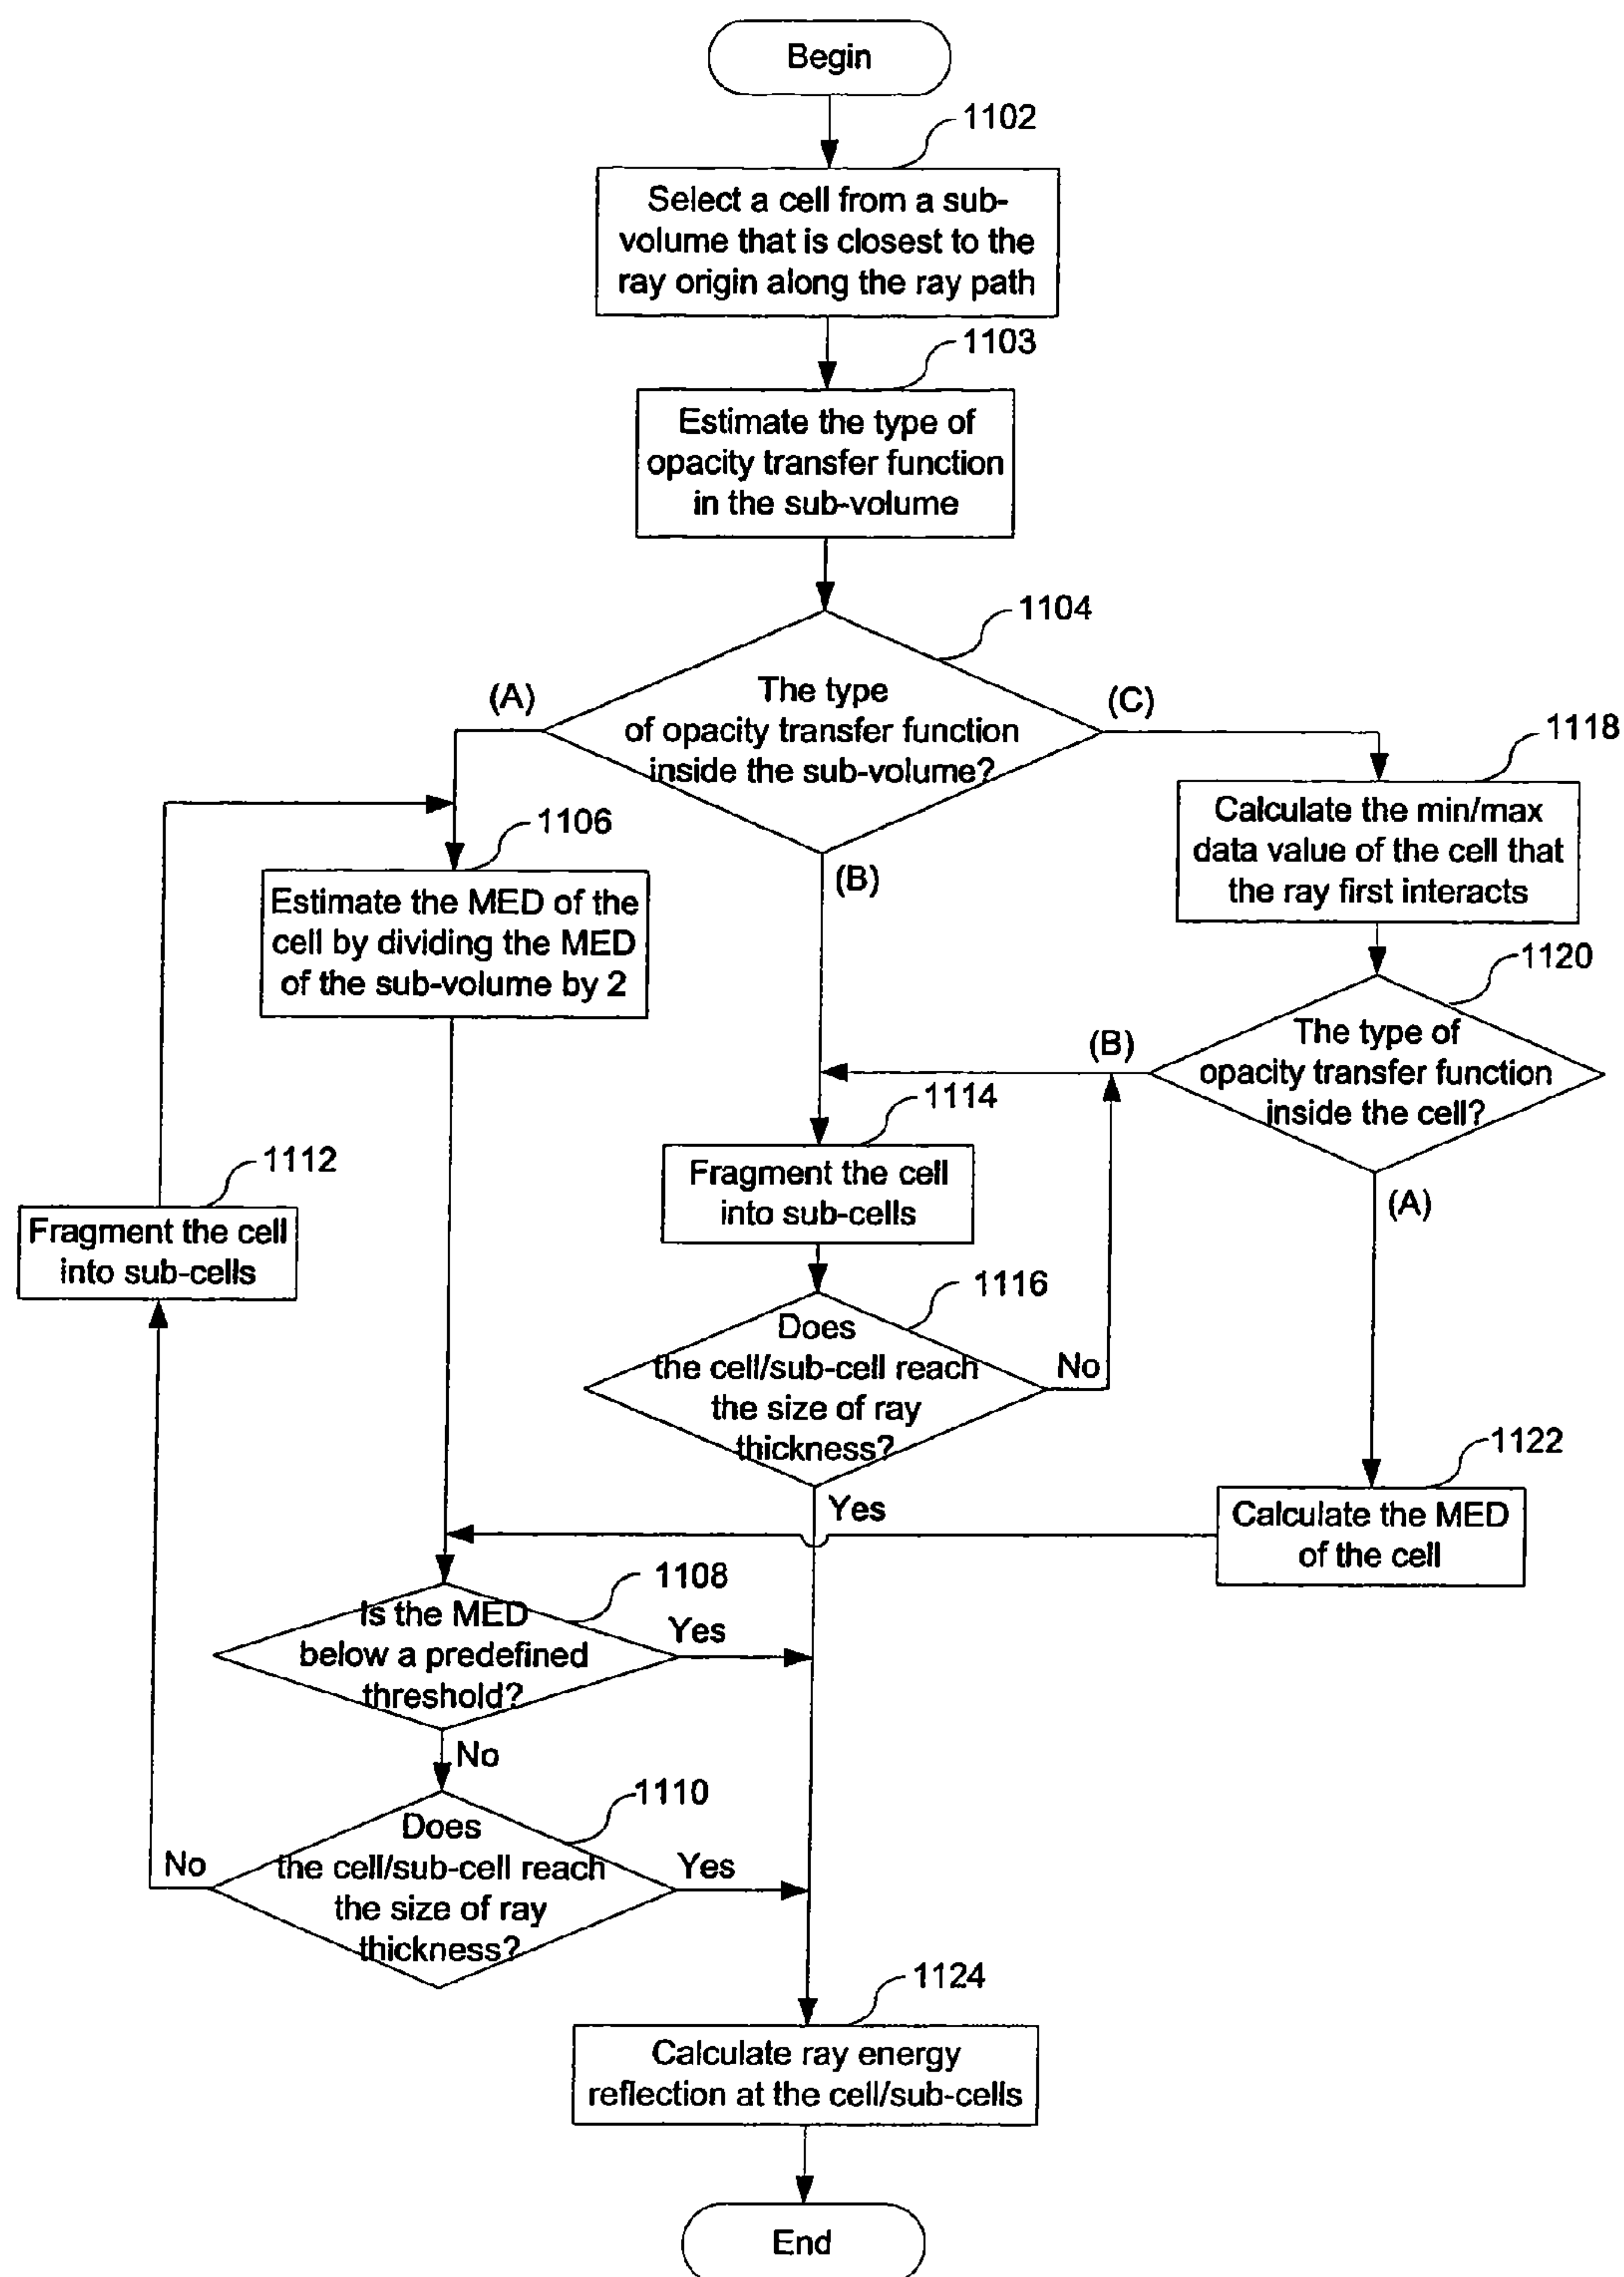 Begin
1102
Select a cell from a sub-
volume that is closest to the
ray origin along the ray path
1103
Estimate the type of
opacity transfer function
in the sub-volume
1104
The type
of opacity transfer function
inside the sub-volume?
(A)
(B)
(C)
1106
Estimate the MED of the
cell by dividing the MED
of the sub-volume by 2
1118
Calculate the min/max
data value of the cell that
the ray first interacts
1120
The type of
opacity transfer function
inside the cell?
(B)
(A)
1114
Fragment the cell
into sub-cells
1112
Fragment the cell
into sub-cells
1116
Does
the cell/sub-cell reach
the size of ray
thickness?
No
Yes
1122
Calculate the MED
of the cell
1108
Is the MED
below a predefined
threshold?
Yes
No
1110
Does
the cell/sub-cell reach
the size of ray
thickness?
No
Yes
1124
Calculate ray energy
reflection at the cell/sub-cells
End